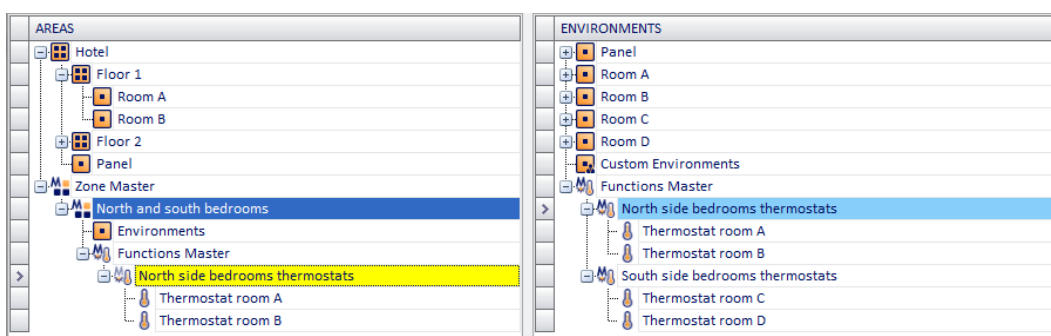 AREAS
Hotel
Floor 1
Room A
Room B
Floor 2
Panel
Zone Master
North and south bedrooms
Environments
Functions Master
North side bedrooms thermostats
Thermostat room A
Thermostat room B
ENVIRONMENTS
Panel
Room A
Room B
Room C
Room D
Custom Environments
Functions Master
North side bedrooms thermostats
Thermostat room A
Thermostat room B
South side bedrooms thermostats
Thermostat room C
Thermostat room D